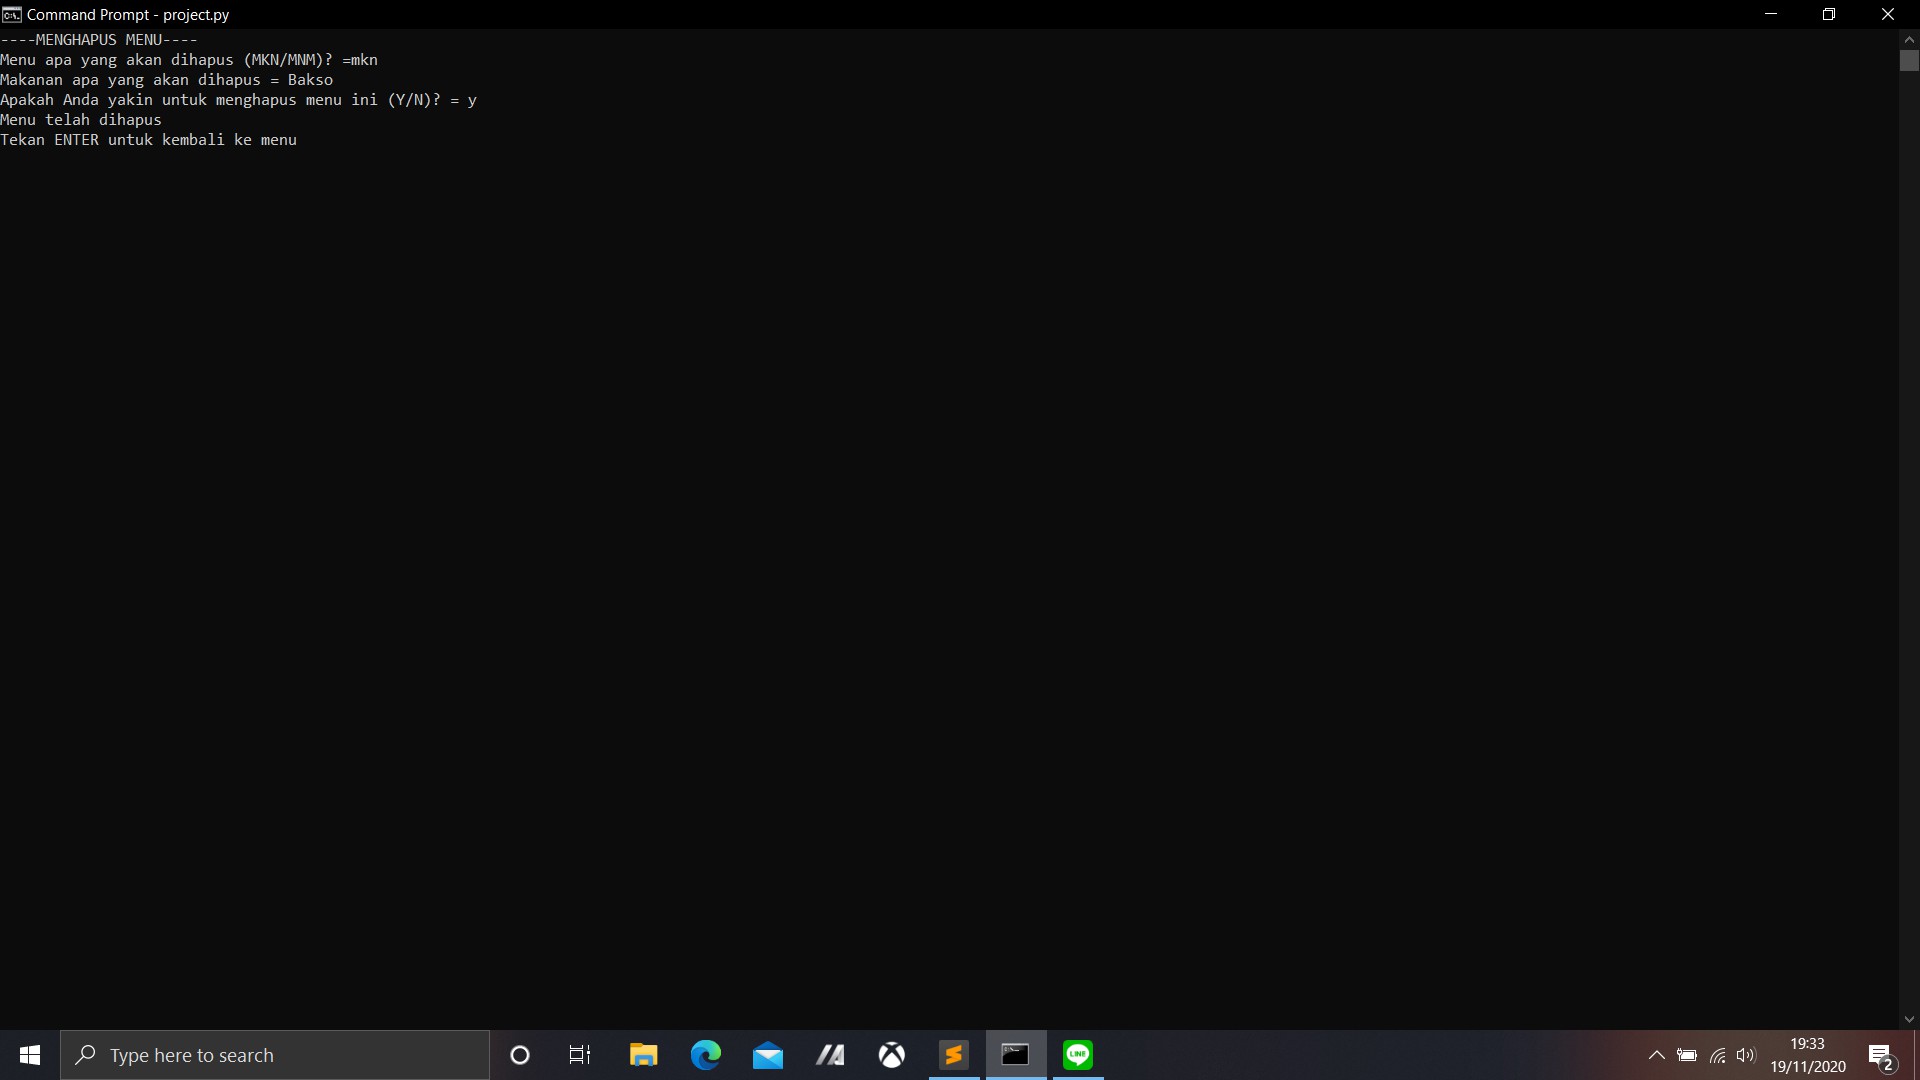 Command Prompt - project.py
----MENGHAPUS MENU----
Menu apa yang akan dihapus (MKN/MNM)? =mkn
Makanan apa yang akan dihapus = Bakso
Apakah Anda yakin untuk menghapus menu ini (Y/N)? = y
Menu telah dihapus
Tekan ENTER untuk kembali ke menu
Type here to search
LINE
19:33
19/11/2020
2